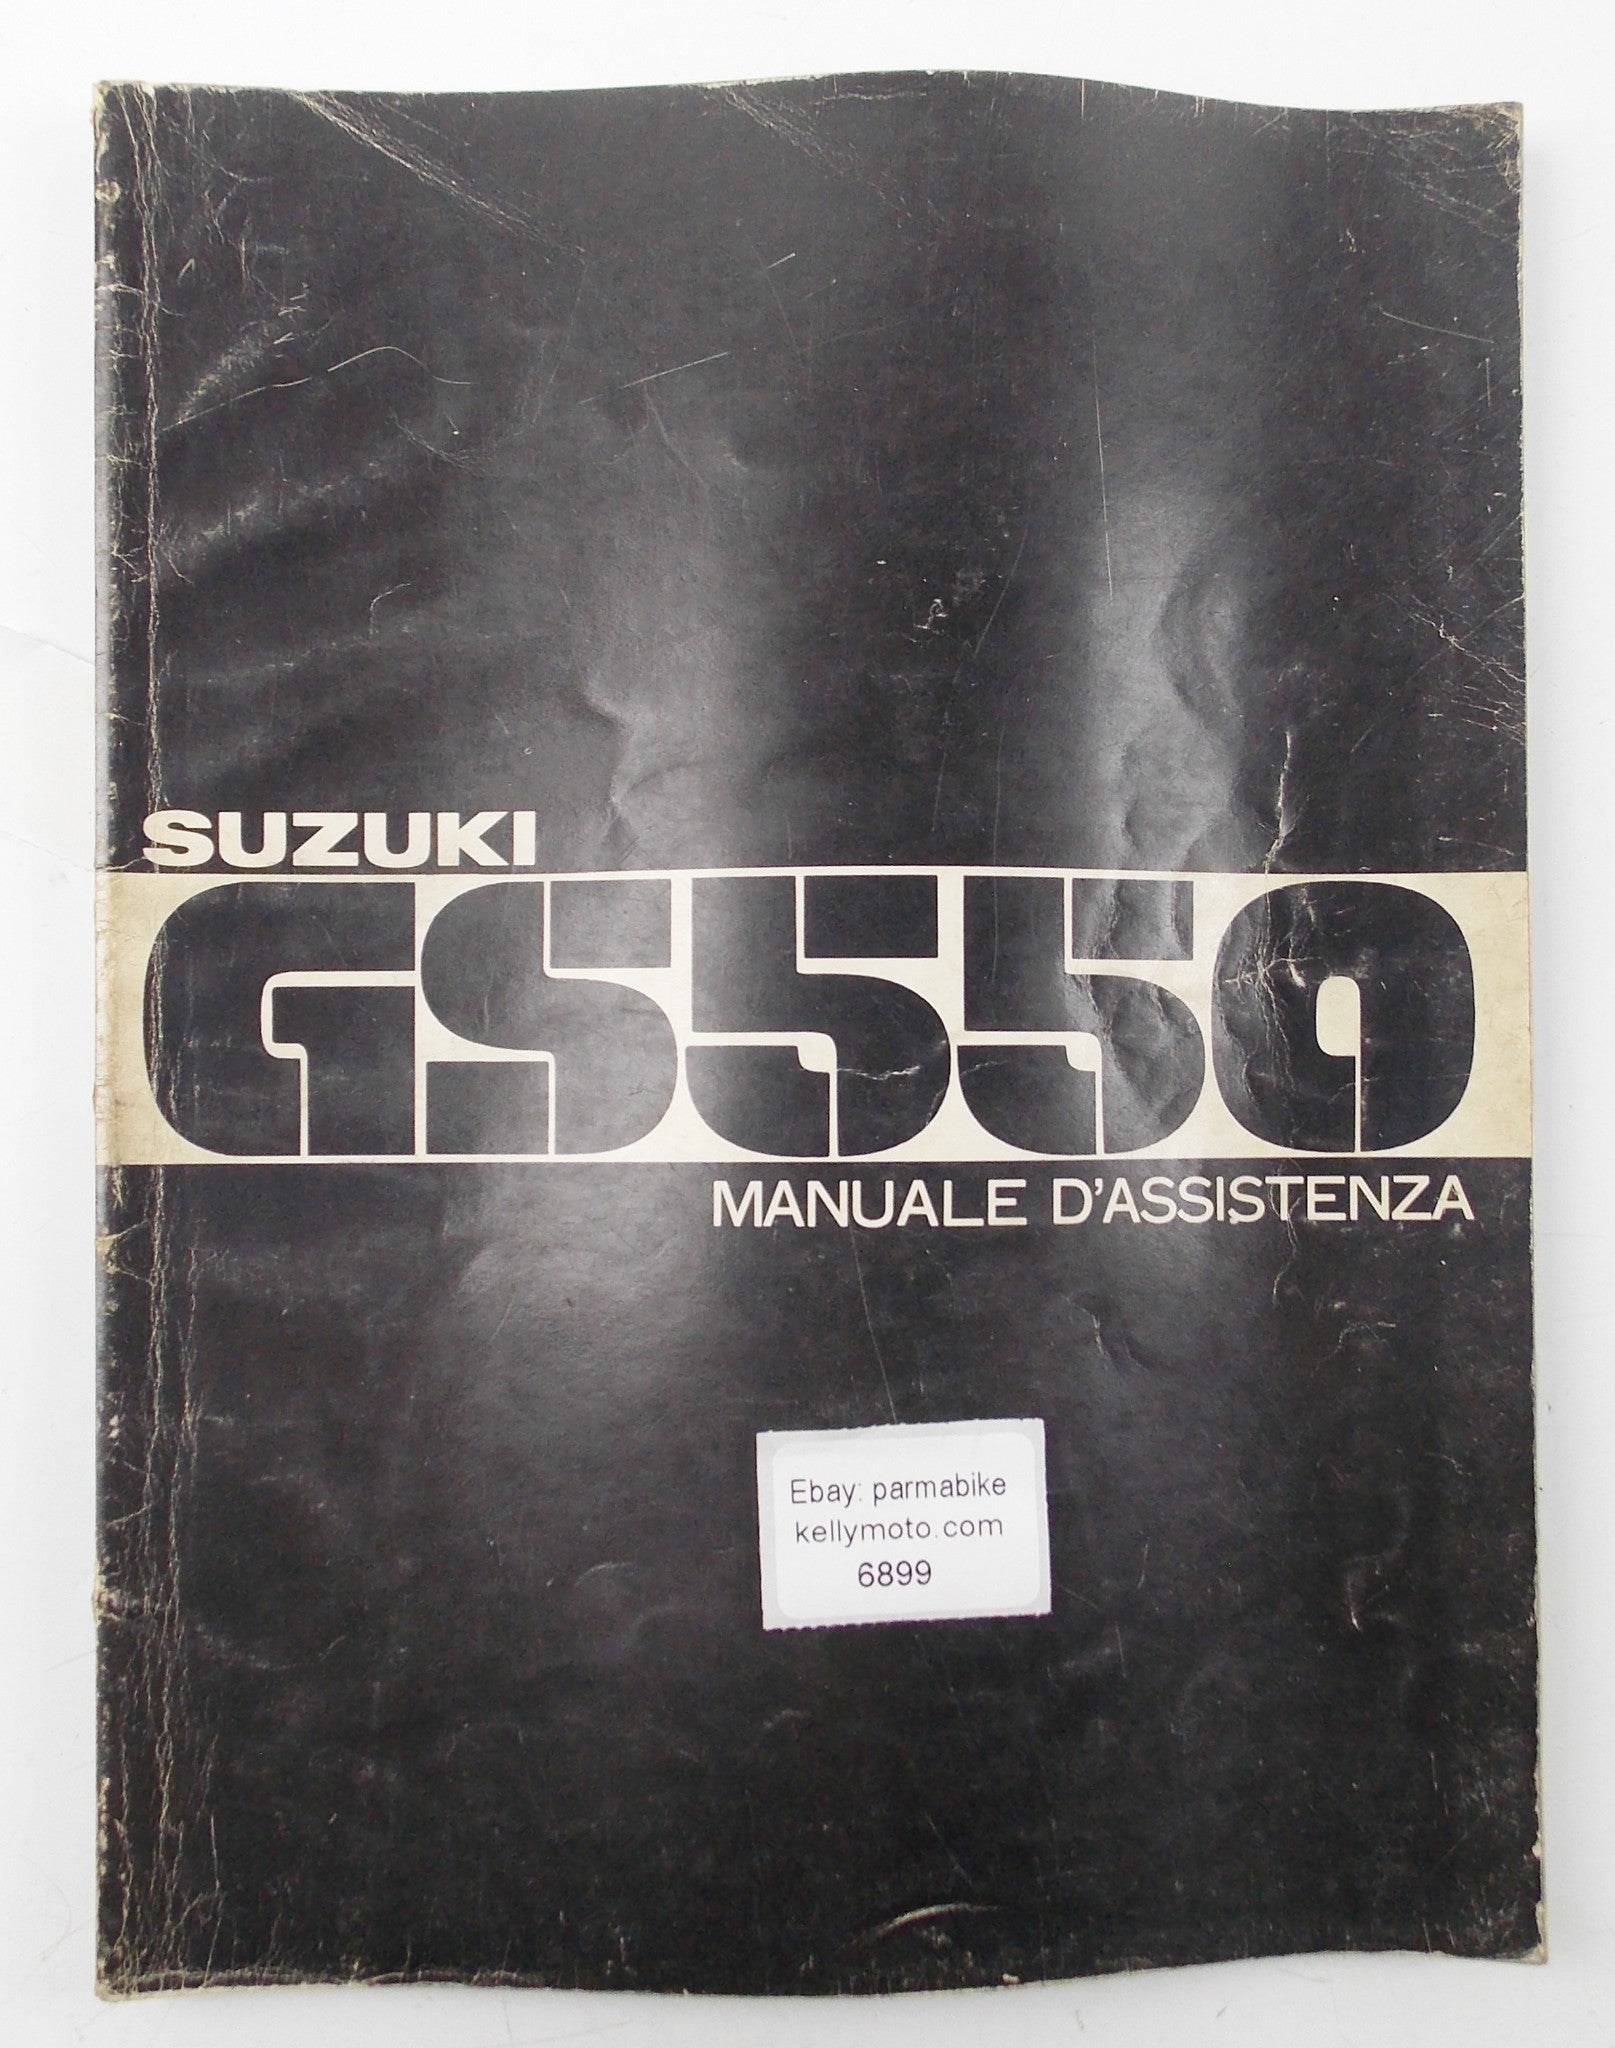 SUZUKI
GS550
MANUALE D'ASSISTENZA
Ebay: parmabike
kellymoto.com
6899